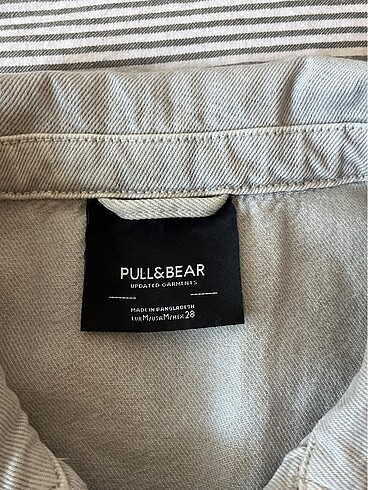 PULL&BEAR
UPDATED GARMENTS
MADE IN BANGLADESH
EUR M/USA M/MEX 28